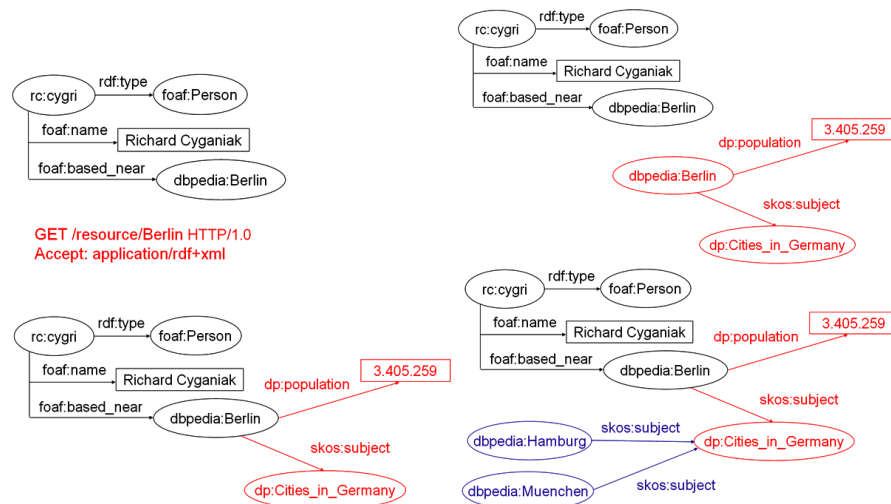 rdf:type
rc:cygri
foaf:Person
foaf:name
Richard Cyganiak
foaf:based_near
dbpedia:Berlin
GET /resource/Berlin HTTP/1.0
Accept: application/rdf+xml
rdf:type
rc:cygri
foaf:Person
foaf:name
Richard Cyganiak
foaf:based_near
dbpedia:Berlin
3.405.259
dp:population
dbpedia:Berlin
skos:subject
dp:Cities_in_Germany
rdf:type
rc:cygri
foaf:Person
foaf:name
Richard Cyganiak
3.405.259
dp:population
foaf:based_near
dbpedia:Berlin
skos:subject
dp:Cities_in_Germany
rdf:type
rc:cygri
foaf:Person
foaf:name
Richard Cyganiak
3.405.259
dp:population
foaf:based_near
dbpedia:Berlin
skos:subject
skos:subject
dbpedia:Hamburg
dp:Cities_in_Germany
skos:subject
dbpedia:Muenchen